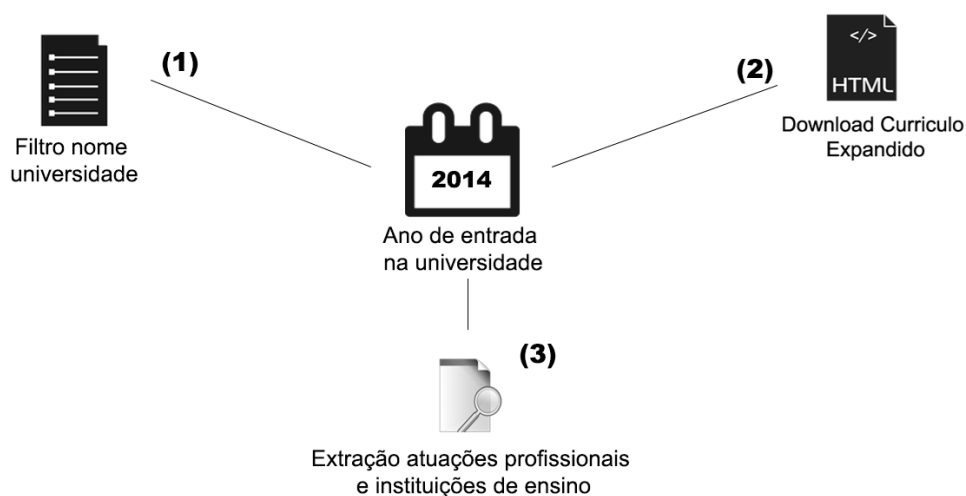 (1)
Filtro nome
universidade
(2)
</>
HTML
Download Curriculo
Expandido
2014
Ano de entrada
na universidade
(3)
Extração atuações profissionais
e instituições de ensino